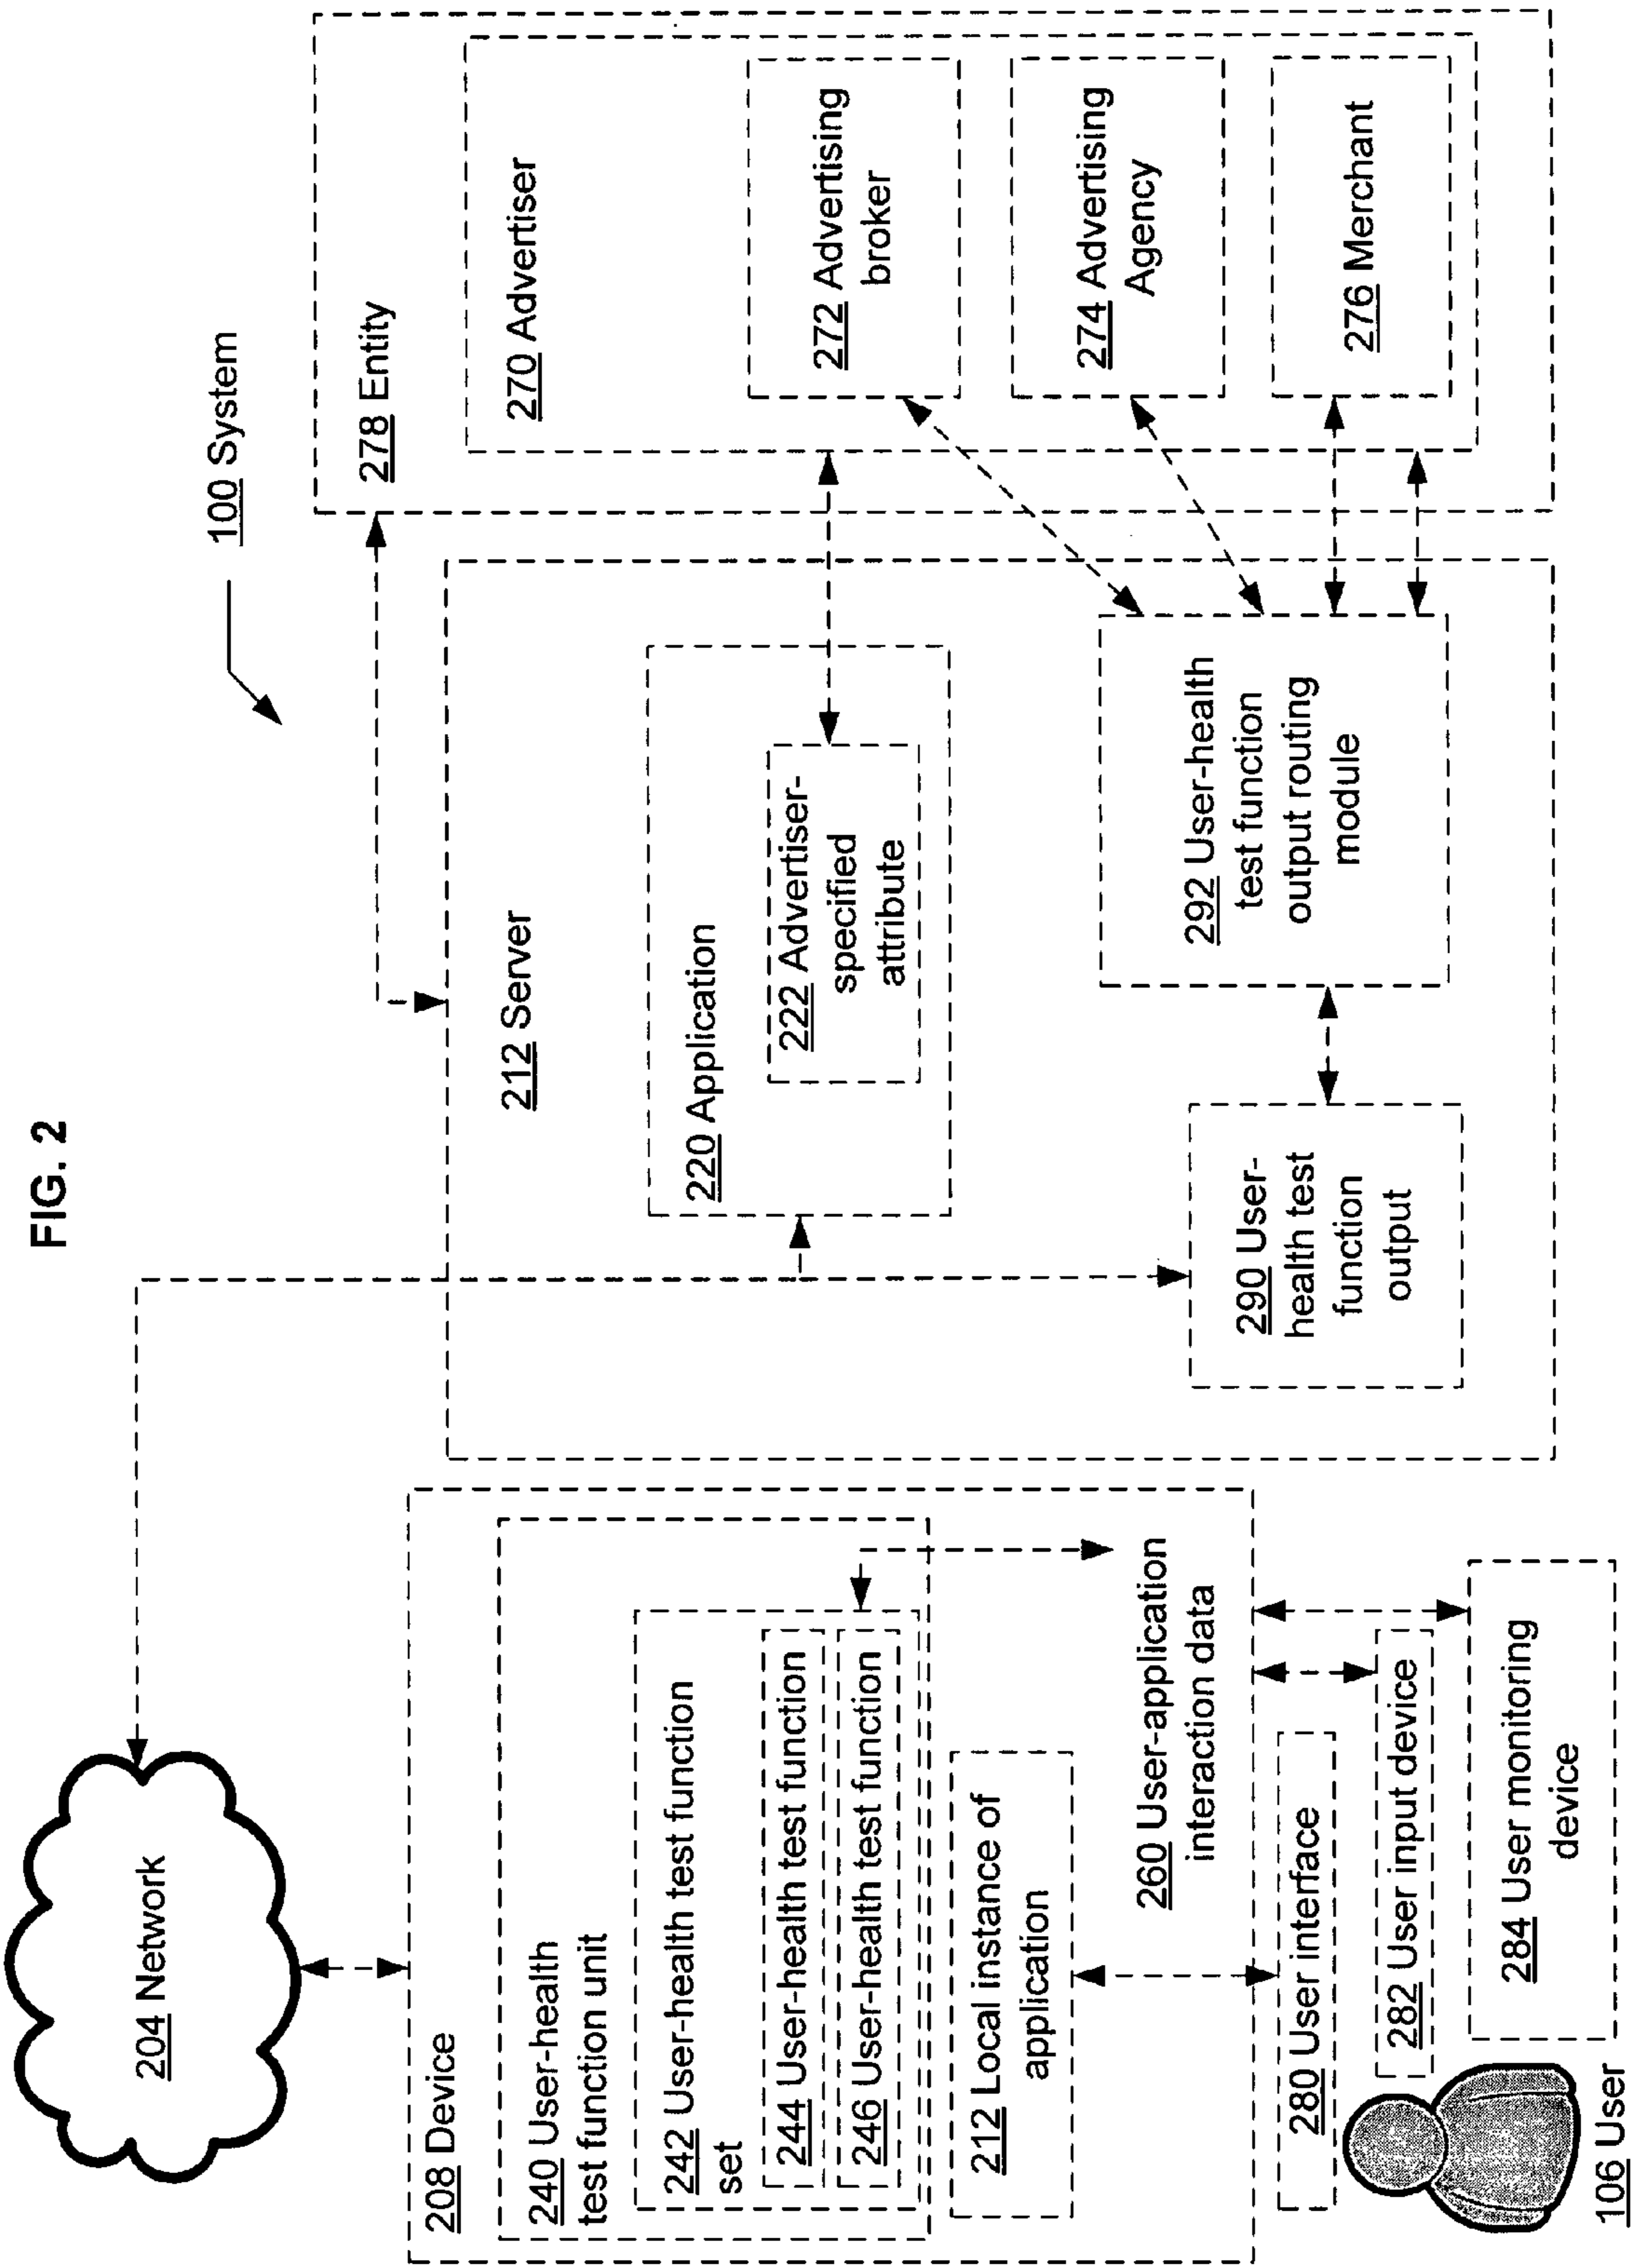 FIG. 2
100 System
204 Network
208 Device
240 User-health
test function unit
242 User-health test function
set
244 User-health test function
246 User-health test function
212 Local instance of
application
260 User-application
interaction data
280 User interface
282 User input device
284 User monitoring
device
106 User
212 Server
220 Application
222 Advertiser-
specified
attribute
290 User-
health test
function
output
292 User-health
test function
output routing
module
278 Entity
270 Advertiser
272 Advertising
broker
274 Advertising
Agency
276 Merchant